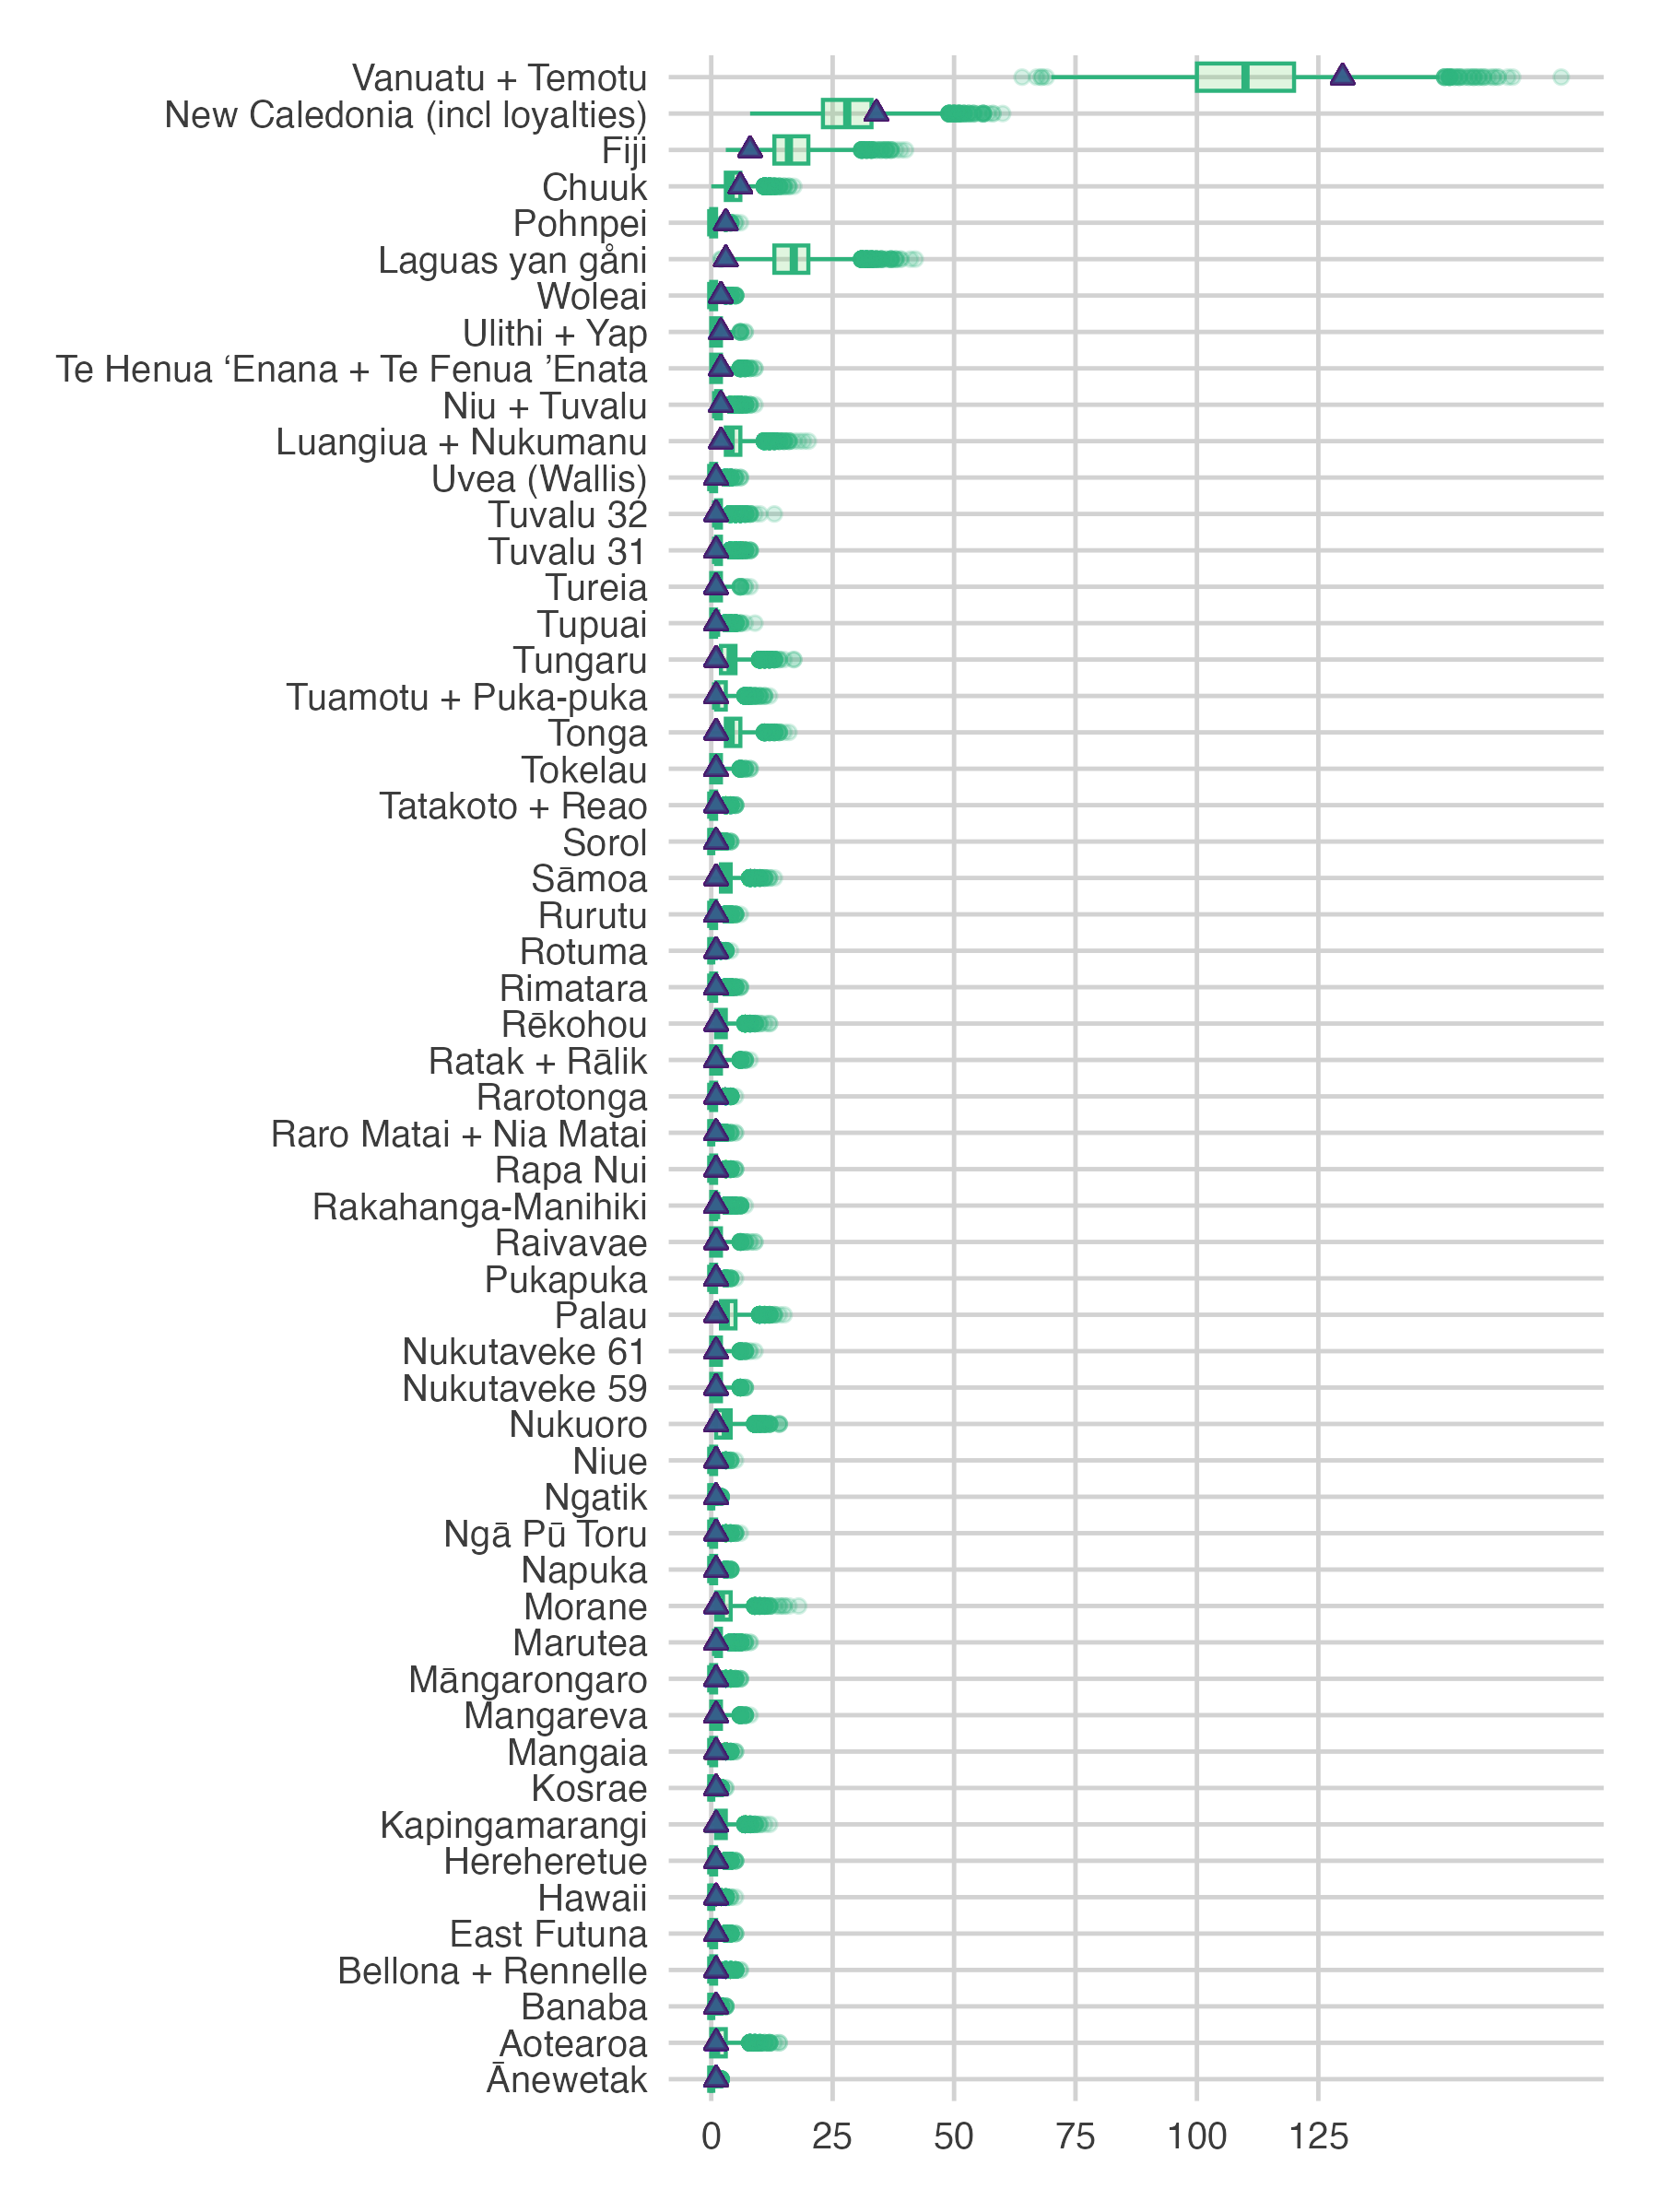 Vanuatu + Temotu
New Caledonia (incl loyalties)
Fiji
Chuuk
Pohnpei
Laguas yan gåni
Woleai
Ulithi + Yap
Te Henua ‘Enana + Te Fenua ’Enata
Niu + Tuvalu
Luangiua + Nukumanu
Uvea (Wallis)
Tuvalu 32
Tuvalu 31
Tureia
Tupuai
Tungaru
Tuamotu + Puka-puka
Tonga
Tokelau
Tatakoto + Reao
Sorol
Sāmoa
Rurutu
Rotuma
Rimatara
Rēkohou
Ratak + Rālik
Rarotonga
Raro Matai + Nia Matai
Rapa Nui
Rakahanga-Manihiki
Raivavae
Pukapuka
Palau
Nukutaveke 61
Nukutaveke 59
Nukuoro
Niue
Ngatik
Ngā Pū Toru
Napuka
Morane
Marutea
Māngarongaro
Mangareva
Mangaia
Kosrae
Kapingamarangi
Hereheretue
Hawaii
East Futuna
Bellona + Rennelle
Banaba
Aotearoa
Ānewetak
0 25 50 75 100 125